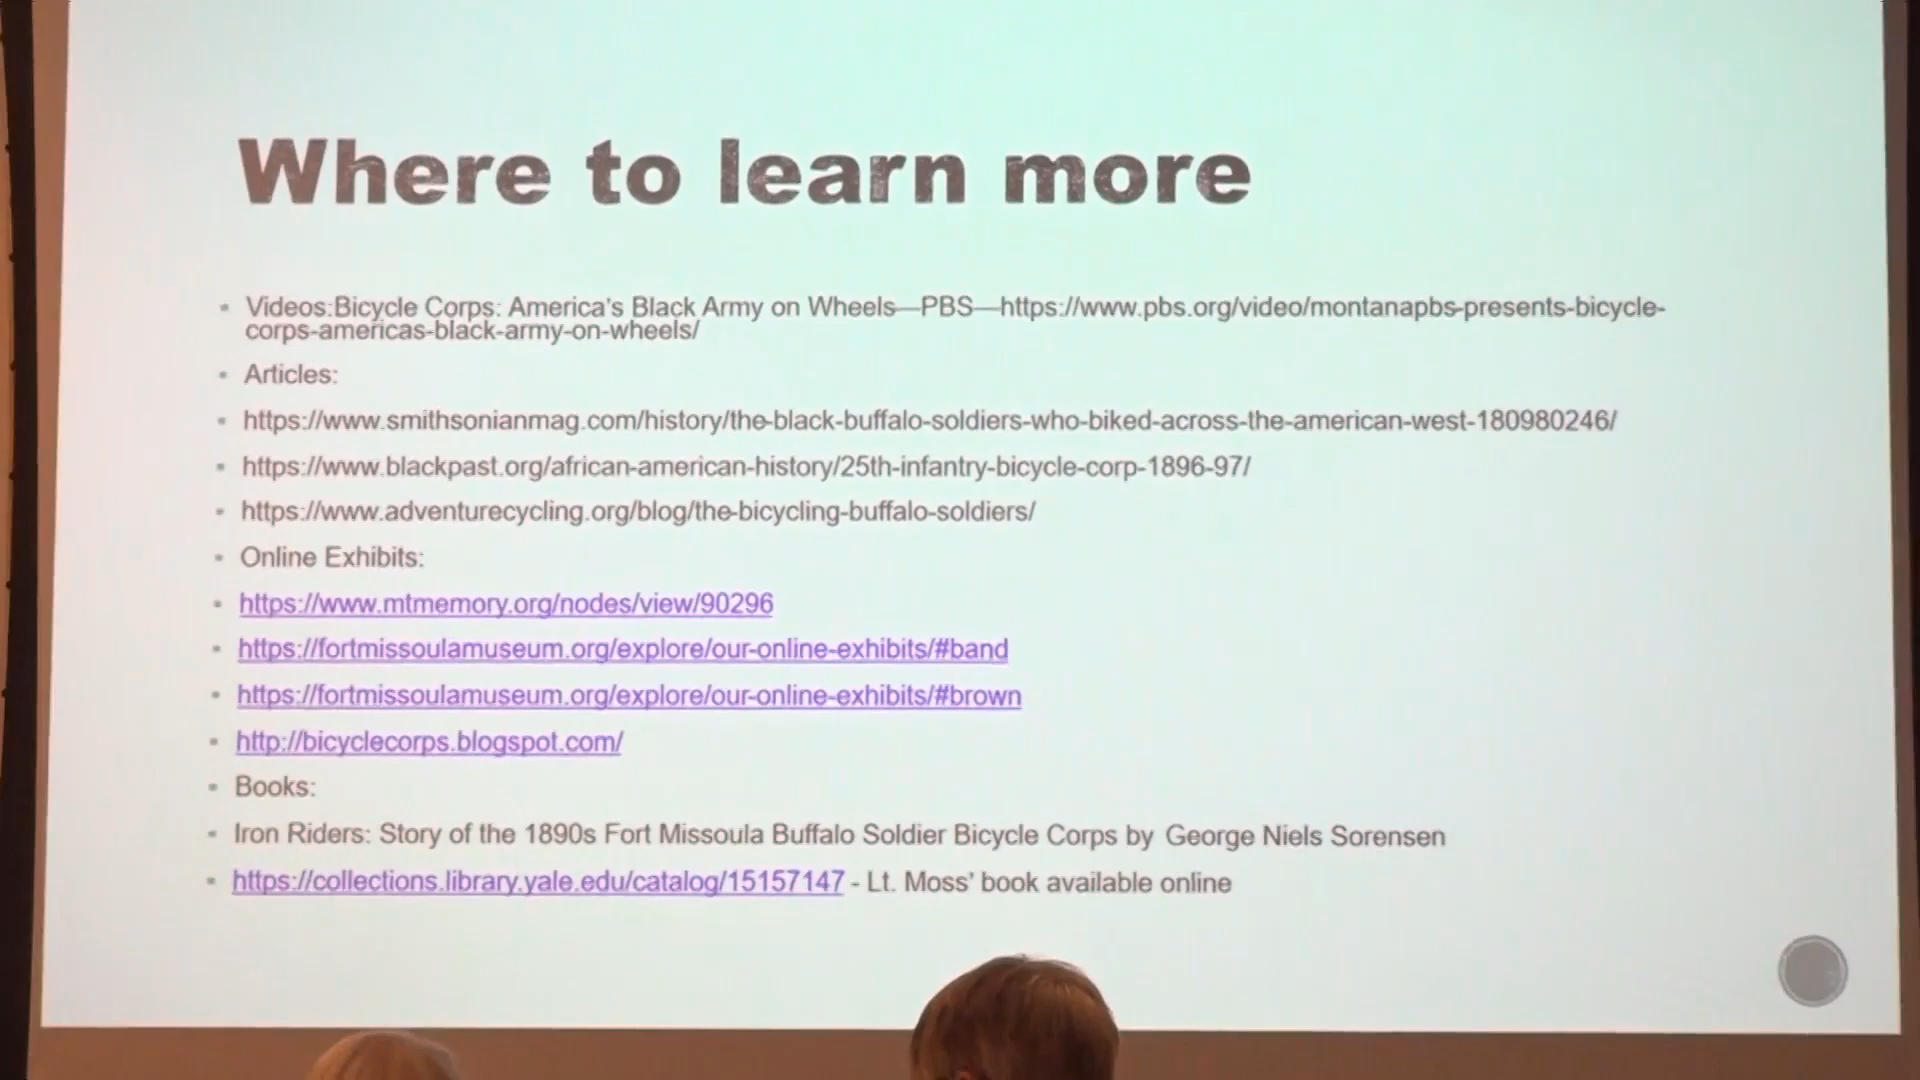 Where to learn more
Videos:Bicycle Corps: America's Black Army on Wheels—PBS—https://www.pbs.org/video/montanapbs-presents-bicycle-
corps-americas-black-army-on-wheels/
Articles:
https://www.smithsonianmag.com/history/the-black-buffalo-soldiers-who-biked-across-the-american-west-180980246/
https://www.blackpast.org/african-american-history/25th-infantry-bicycle-corp-1896-97/
https://www.adventurecycling.org/blog/the-bicycling-buffalo-soldiers/
Online Exhibits:
https://www.mtmemory.org/nodes/view/90296
https://fortmissoulamuseum.org/explore/our-online-exhibits/#band
https://fortmissoulamuseum.org/explore/our-online-exhibits/#brown
http://bicyclecorps.blogspot.com/
Books:
Iron Riders: Story of the 1890s Fort Missoula Buffalo Soldier Bicycle Corps by George Niels Sorensen
https://collections.library.yale.edu/catalog/15157147 - Lt. Moss' book available online